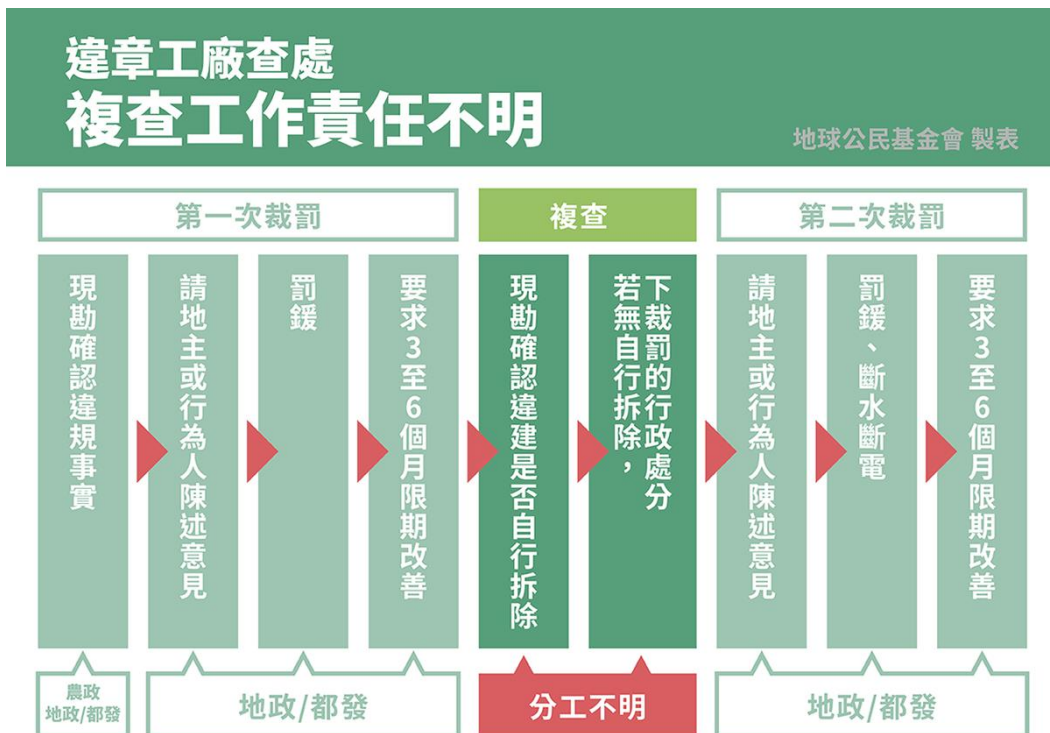 違章工廠查處
複查工作責任不明
地球公民基金會 製表
第一次裁罰
複查
第二次裁罰
現勘確認違規事實
請地主或行為人陳述意見
罰鍰
要求3至6個月限期改善
現勘確認違建是否自行拆除
若無自行拆除，
下裁罰的行政處分
請地主或行為人陳述意見
罰鍰、斷水斷電
要求3至6個月限期改善
農政
地政/都發
地政/都發
分工不明
地政/都發